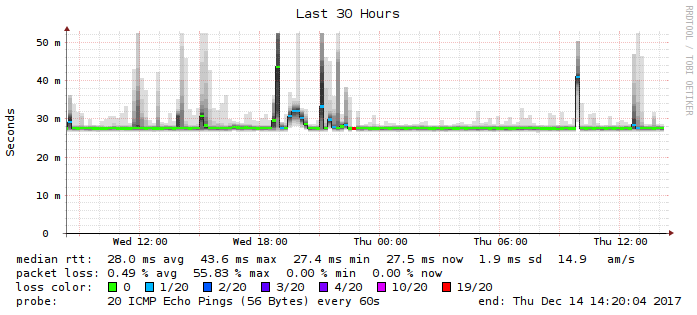 Last 30 Hours
RRDTOOL / TOBI OETIKER
Seconds
50 m
40 m
30 m
20 m
10 m
0
Wed 12:00 Wed 18:00 Thu 00:00 Thu 06:00 Thu 12:00
median rtt: 28.0 ms avg 43.6 ms max 27.4 ms min 27.5 ms now 1.9 ms sd 14.9 am/s
packet loss: 0.49 % avg 55.83 % max 0.00 % min 0.00 % now
loss color: 0 1/20 2/20 3/20 4/20 10/20 19/20
probe: 20 ICMP Echo Pings (56 Bytes) every 60s end: Thu Dec 14 14:20:04 2017